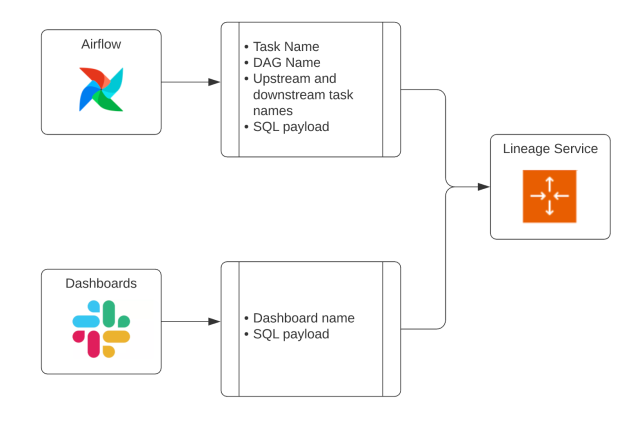 Airflow
• Task Name
• DAG Name
• Upstream and
downstream task
names
• SQL payload
Lineage Service
Dashboards
• Dashboard name
• SQL payload